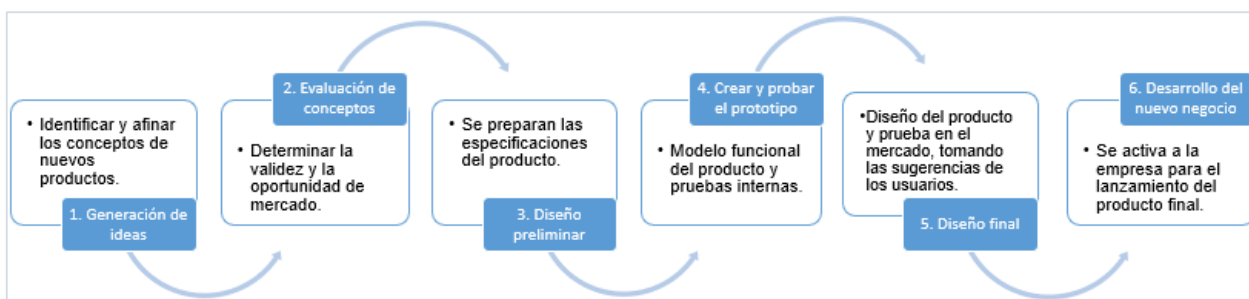 • Identificar y afinar
los conceptos de
nuevos
productos.
1. Generación de
ideas
2. Evaluación de
conceptos
• Determinar la
validez y la
oportunidad de
mercado.
• Se preparan las
especificaciones
del producto.
3. Diseño
preliminar
4. Crear y probar
el prototipo
• Modelo funcional
del producto y
pruebas internas.
•Diseño del producto
y prueba en el
mercado, tomando
las sugerencias de
los usuarios.
5. Diseño final
6. Desarrollo del
nuevo negocio
• Se activa a la
empresa para el
lanzamiento del
producto final.